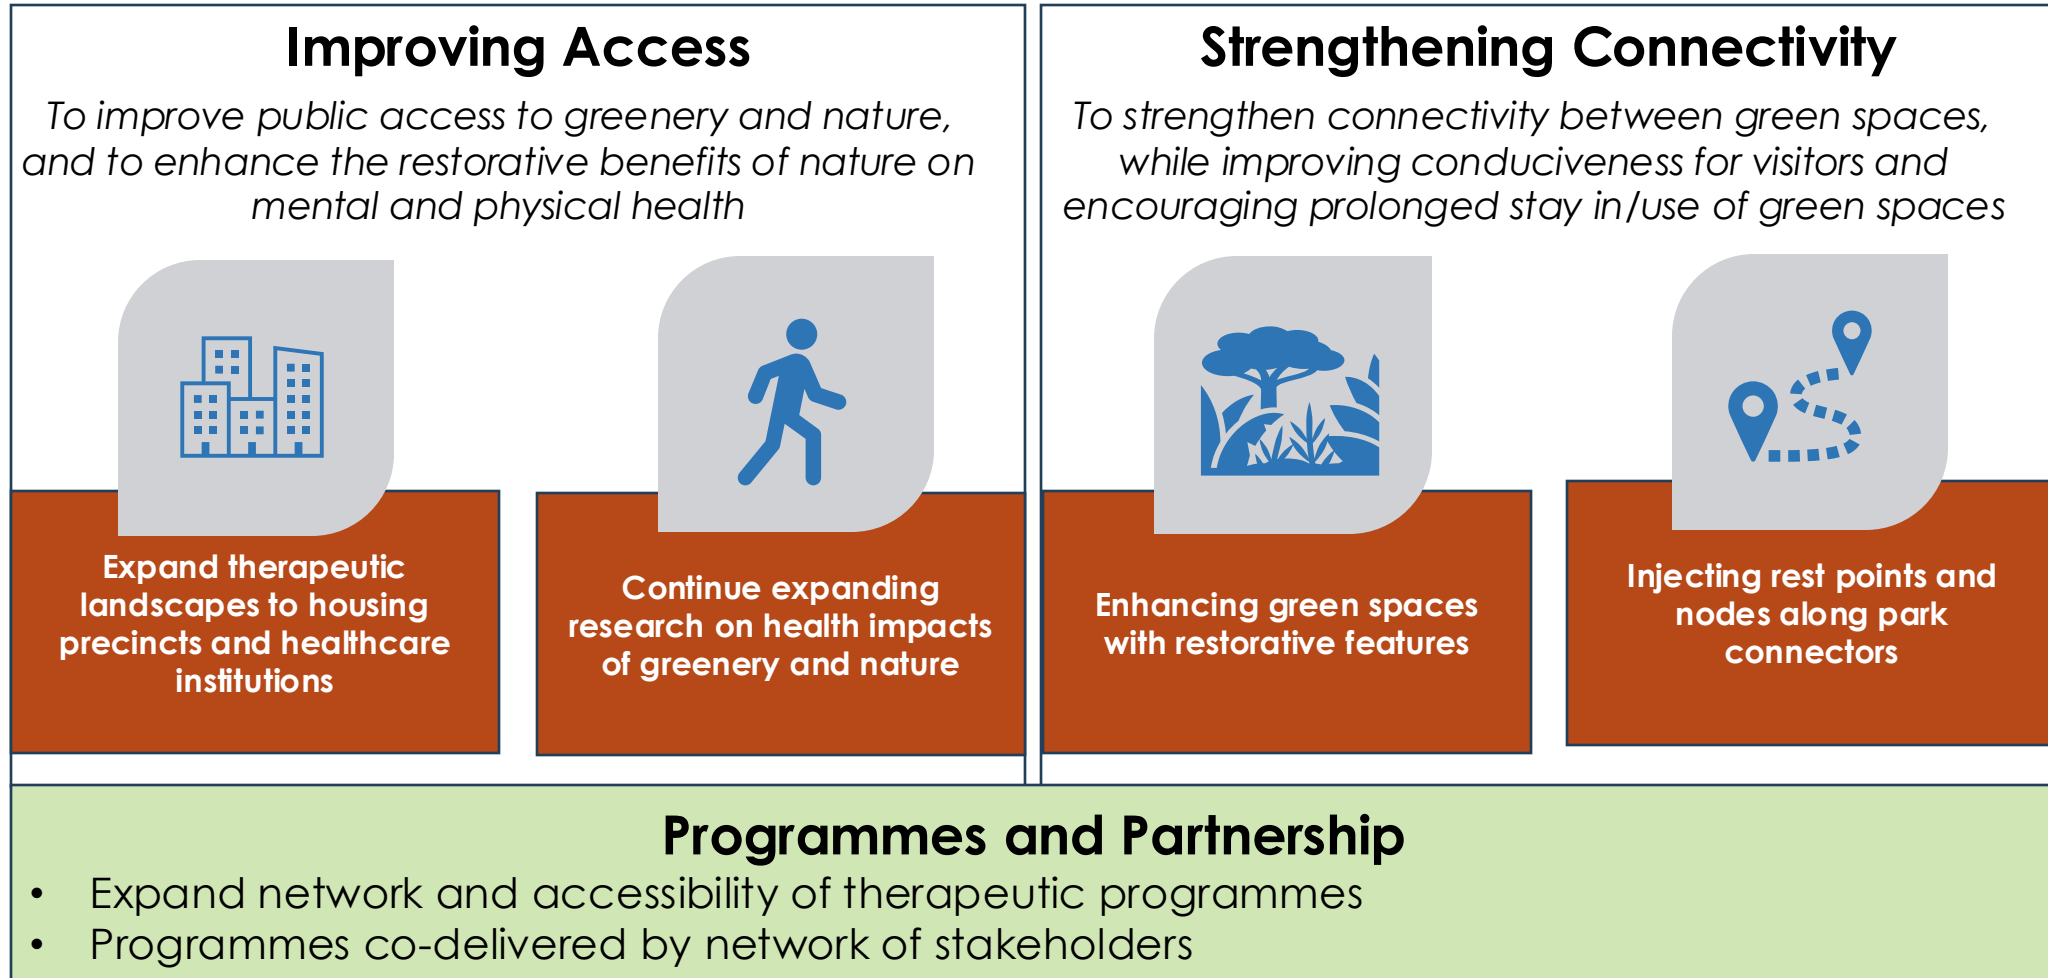 Improving Access
To improve public access to greenery and nature,
and to enhance the restorative benefits of nature on
mental and physical health
Expand therapeutic
landscapes to housing
precincts and healthcare
institutions
Continue expanding
research on health impacts
of greenery and nature
Strengthening Connectivity
To strengthen connectivity between green spaces,
while improving conduciveness for visitors and
encouraging prolonged stay in/use of green spaces
Enhancing green spaces
with restorative features
Injecting rest points and
nodes along park
connectors
Programmes and Partnership
• Expand network and accessibility of therapeutic programmes
• Programmes co-delivered by network of stakeholders